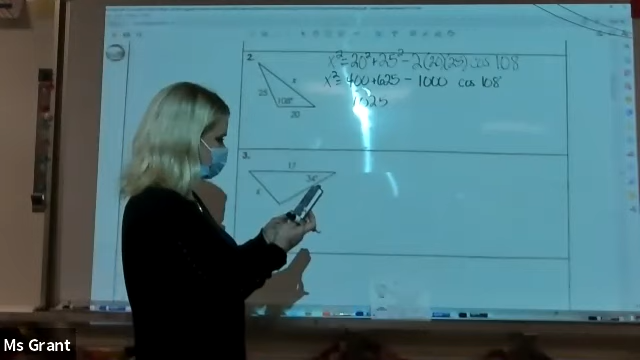 2.
x² = 20² + 25² - 2(20)(25) cos 108
x² = 400 + 625 - 1000 cos 108
1025
25
x
108°
20
3.
17
x
Ms Grant